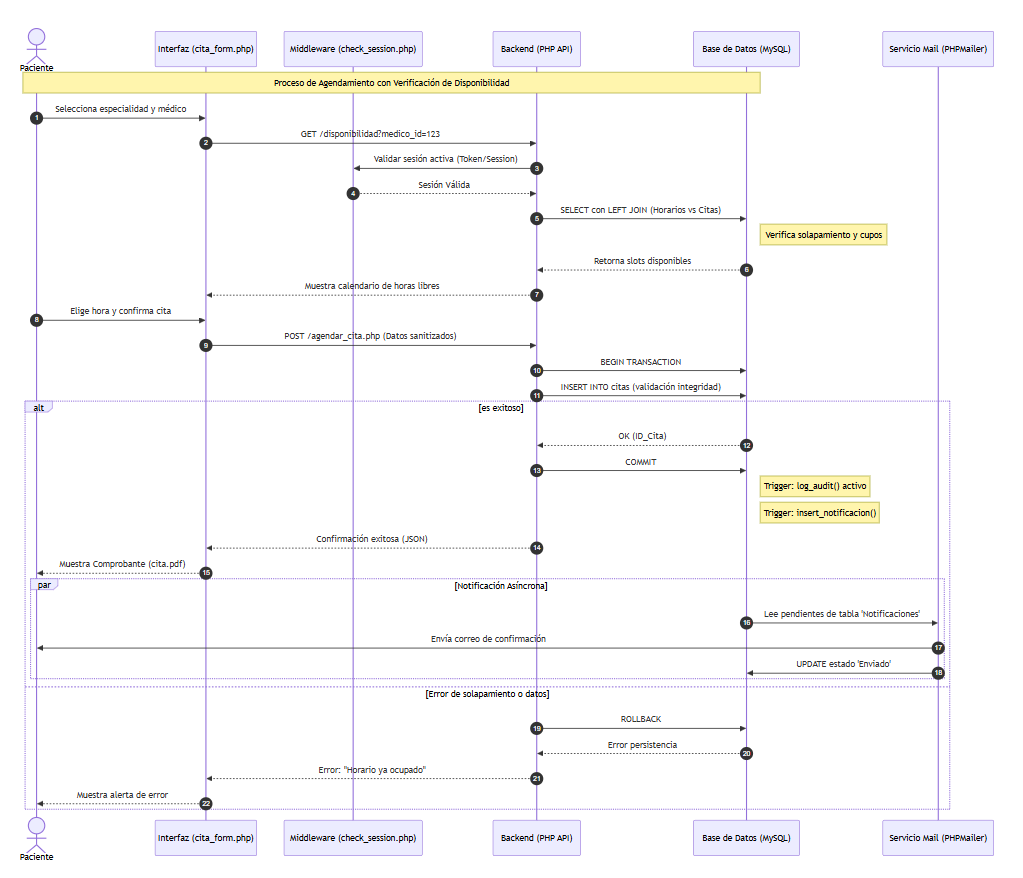 Paciente
Interfaz (cita_form.php)
Middleware (check_session.php)
Backend (PHP API)
Base de Datos (MySQL)
Servicio Mail (PHPMailer)
Proceso de Agendamiento con Verificación de Disponibilidad
1
Selecciona especialidad y médico
2
GET /disponibilidad?medico_id=123
3
Validar sesión activa (Token/Session)
4
Sesión Válida
5
SELECT con LEFT JOIN (Horarios vs Citas)
Verifica solapamiento y cupos
6
Retorna slots disponibles
7
Muestra calendario de horas libres
8
Elige hora y confirma cita
9
POST /agendar_cita.php (Datos sanitizados)
10
BEGIN TRANSACTION
11
INSERT INTO citas (validación integridad)
alt
[es exitoso]
12
OK (ID_Cita)
13
COMMIT
Trigger: log_audit() activo
Trigger: insert_notificacion()
14
Confirmación exitosa (JSON)
15
Muestra Comprobante (cita.pdf)
par
[Notificación Asíncrona]
16
Lee pendientes de tabla 'Notificaciones'
17
Envía correo de confirmación
18
UPDATE estado 'Enviado'
[Error de solapamiento o datos]
19
ROLLBACK
20
Error persistencia
21
Error: "Horario ya ocupado"
22
Muestra alerta de error
Paciente
Interfaz (cita_form.php)
Middleware (check_session.php)
Backend (PHP API)
Base de Datos (MySQL)
Servicio Mail (PHPMailer)